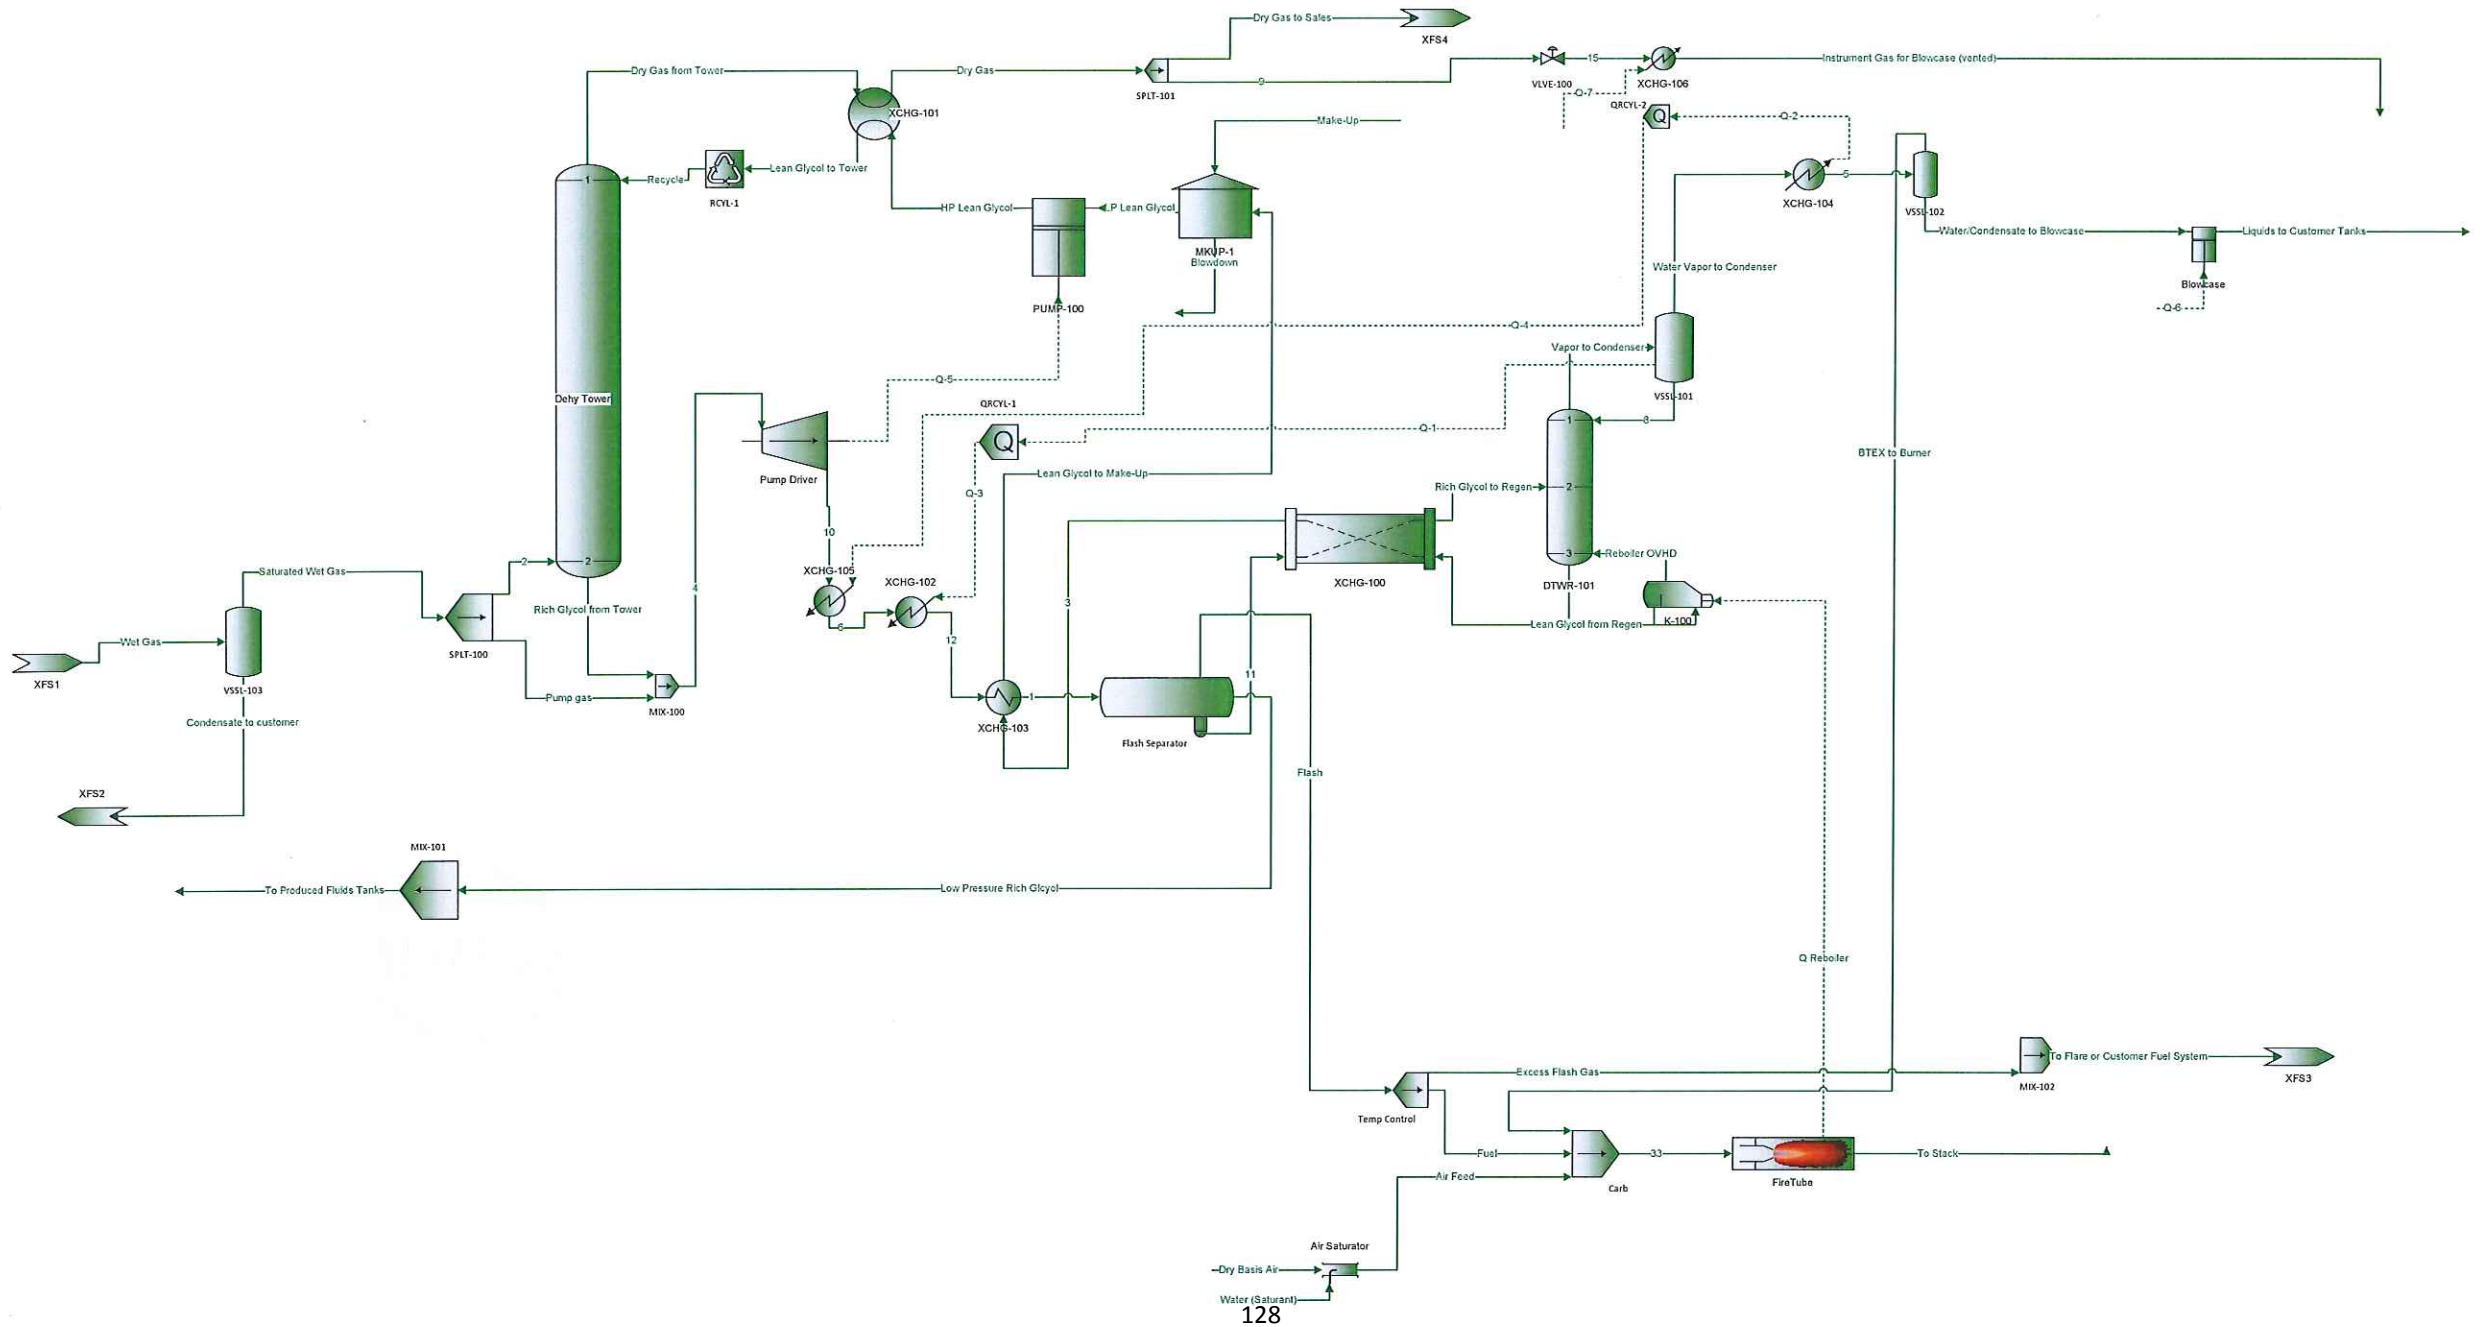 Dry Gas to Sales
XFS4
Dry Gas from Tower
Dry Gas
SPLT-101
9
VLVE-100
15
XCHG-106
Q-7
Instrument Gas for Blowcase (vented)
XCHG-101
QRCYL-2
Q
Q-2
Make-Up
1
Recycle
RCYL-1
Lean Glycol to Tower
HP Lean Glycol
LP Lean Glycol
MKUP-1
Blowdown
PUMP-100
XCHG-104
5
VSSL-102
Water/Condensate to Blowcase
Liquids to Customer Tanks
Blowcase
Q-6
Water Vapor to Condenser
Q-4
Vapor to Condenser
VSSL-101
Q-5
Dehy Tower
QRCYL-1
Q
Q-1
1
8
Pump Driver
BTEX to Burner
Lean Glycol to Make-Up
Q-3
Rich Glycol to Regen
2
10
XCHG-105
XCHG-102
XCHG-100
3
Reboiler OVHD
DTWR-101
K-100
Lean Glycol from Regen
Saturated Wet Gas
2
2
4
Rich Glycol from Tower
3
6
12
Wet Gas
XFS1
VSSL-103
SPLT-100
Pump gas
MIX-100
11
1
XCHG-103
Flash Separator
Condensate to customer
Flash
XFS2
MIX-101
To Produced Fluids Tanks
Low Pressure Rich Glcyol
Q Reboiler
Excess Flash Gas
To Flare or Customer Fuel System
MIX-102
XFS3
Temp Control
Fuel
33
To Stack
Air Feed
Carb
FireTube
Air Saturator
Dry Basis Air
Water (Saturant)
128